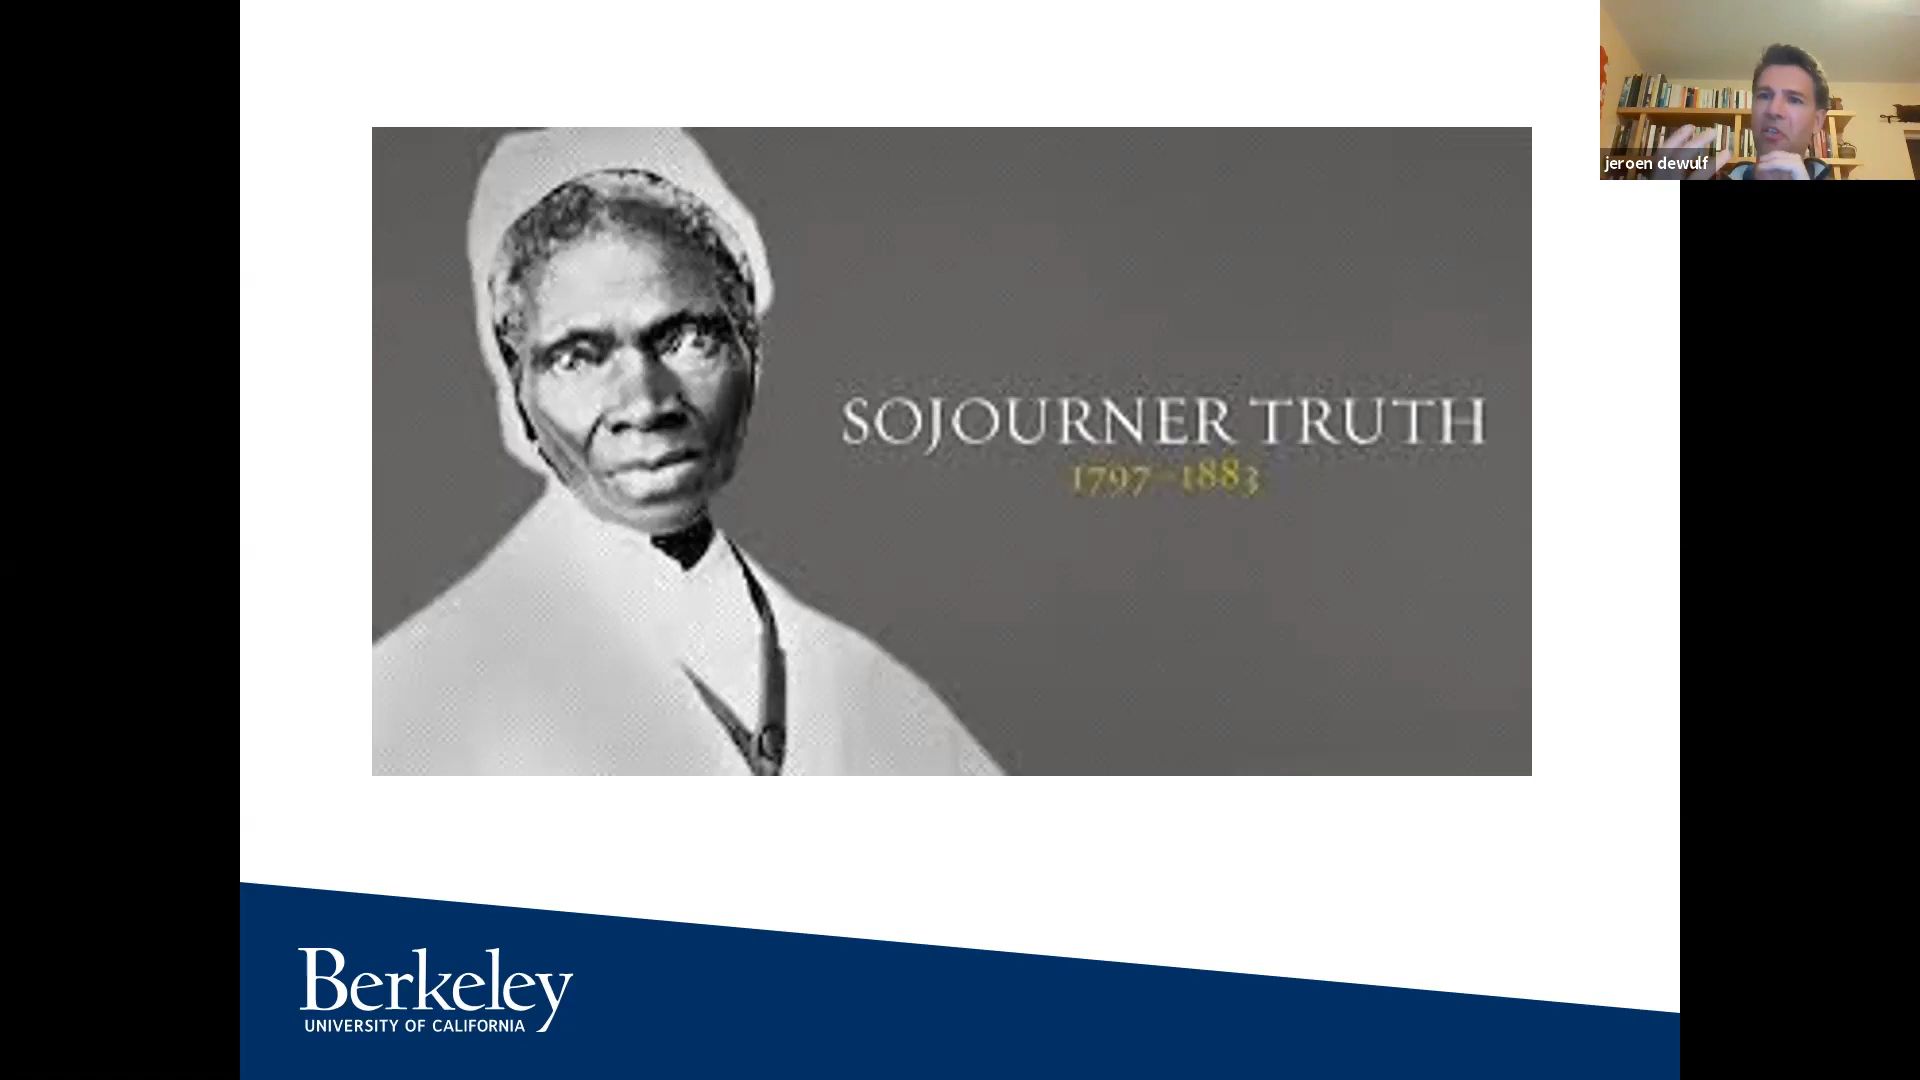 jeroen dewulf
SOJOURNER TRUTH
1797–1883
Berkeley
UNIVERSITY OF CALIFORNIA